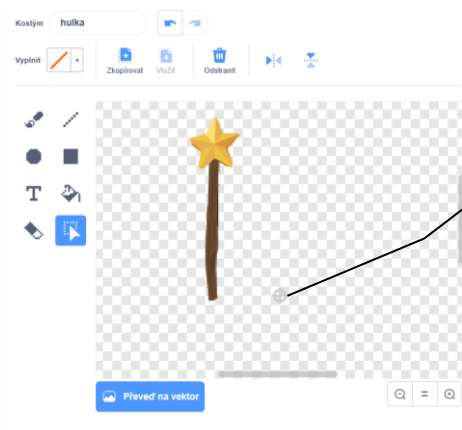 Kostým hulka
Vyplnit
Zkopírovat Vložit Odstranit
T
Převeď na vektor